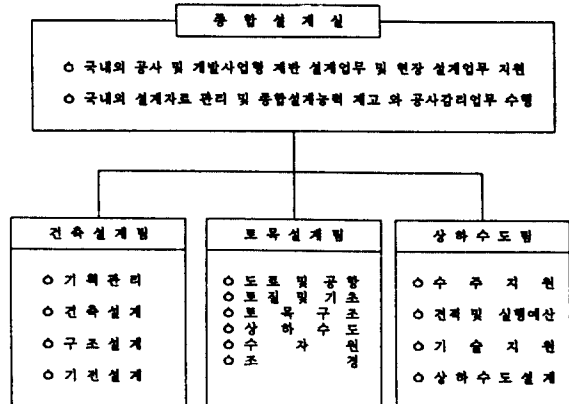 종 합 설 계 실
○ 국내외 공사 및 개발사업형 제반 설계업무 및 현장 설계업무 지원
○ 국내외 설계자료 관리 및 종합설계능력 재고 와 공사감리업무 수행
건 축 설 계 팀
○ 기 획 관 리
○ 건 축 설 계
○ 구 조 설 계
○ 기 전 설 계
토 목 설 계 팀
○ 도 로 및 공 항
○ 토 질 및 기 초
○ 토 목 구 조
○ 상 하 수 도
○ 수 자 원
○ 조 경
상 하 수 도 팀
○ 수 주 지 원
○ 견적 및 실행예산
○ 기 술 지 원
○ 상하수도설계